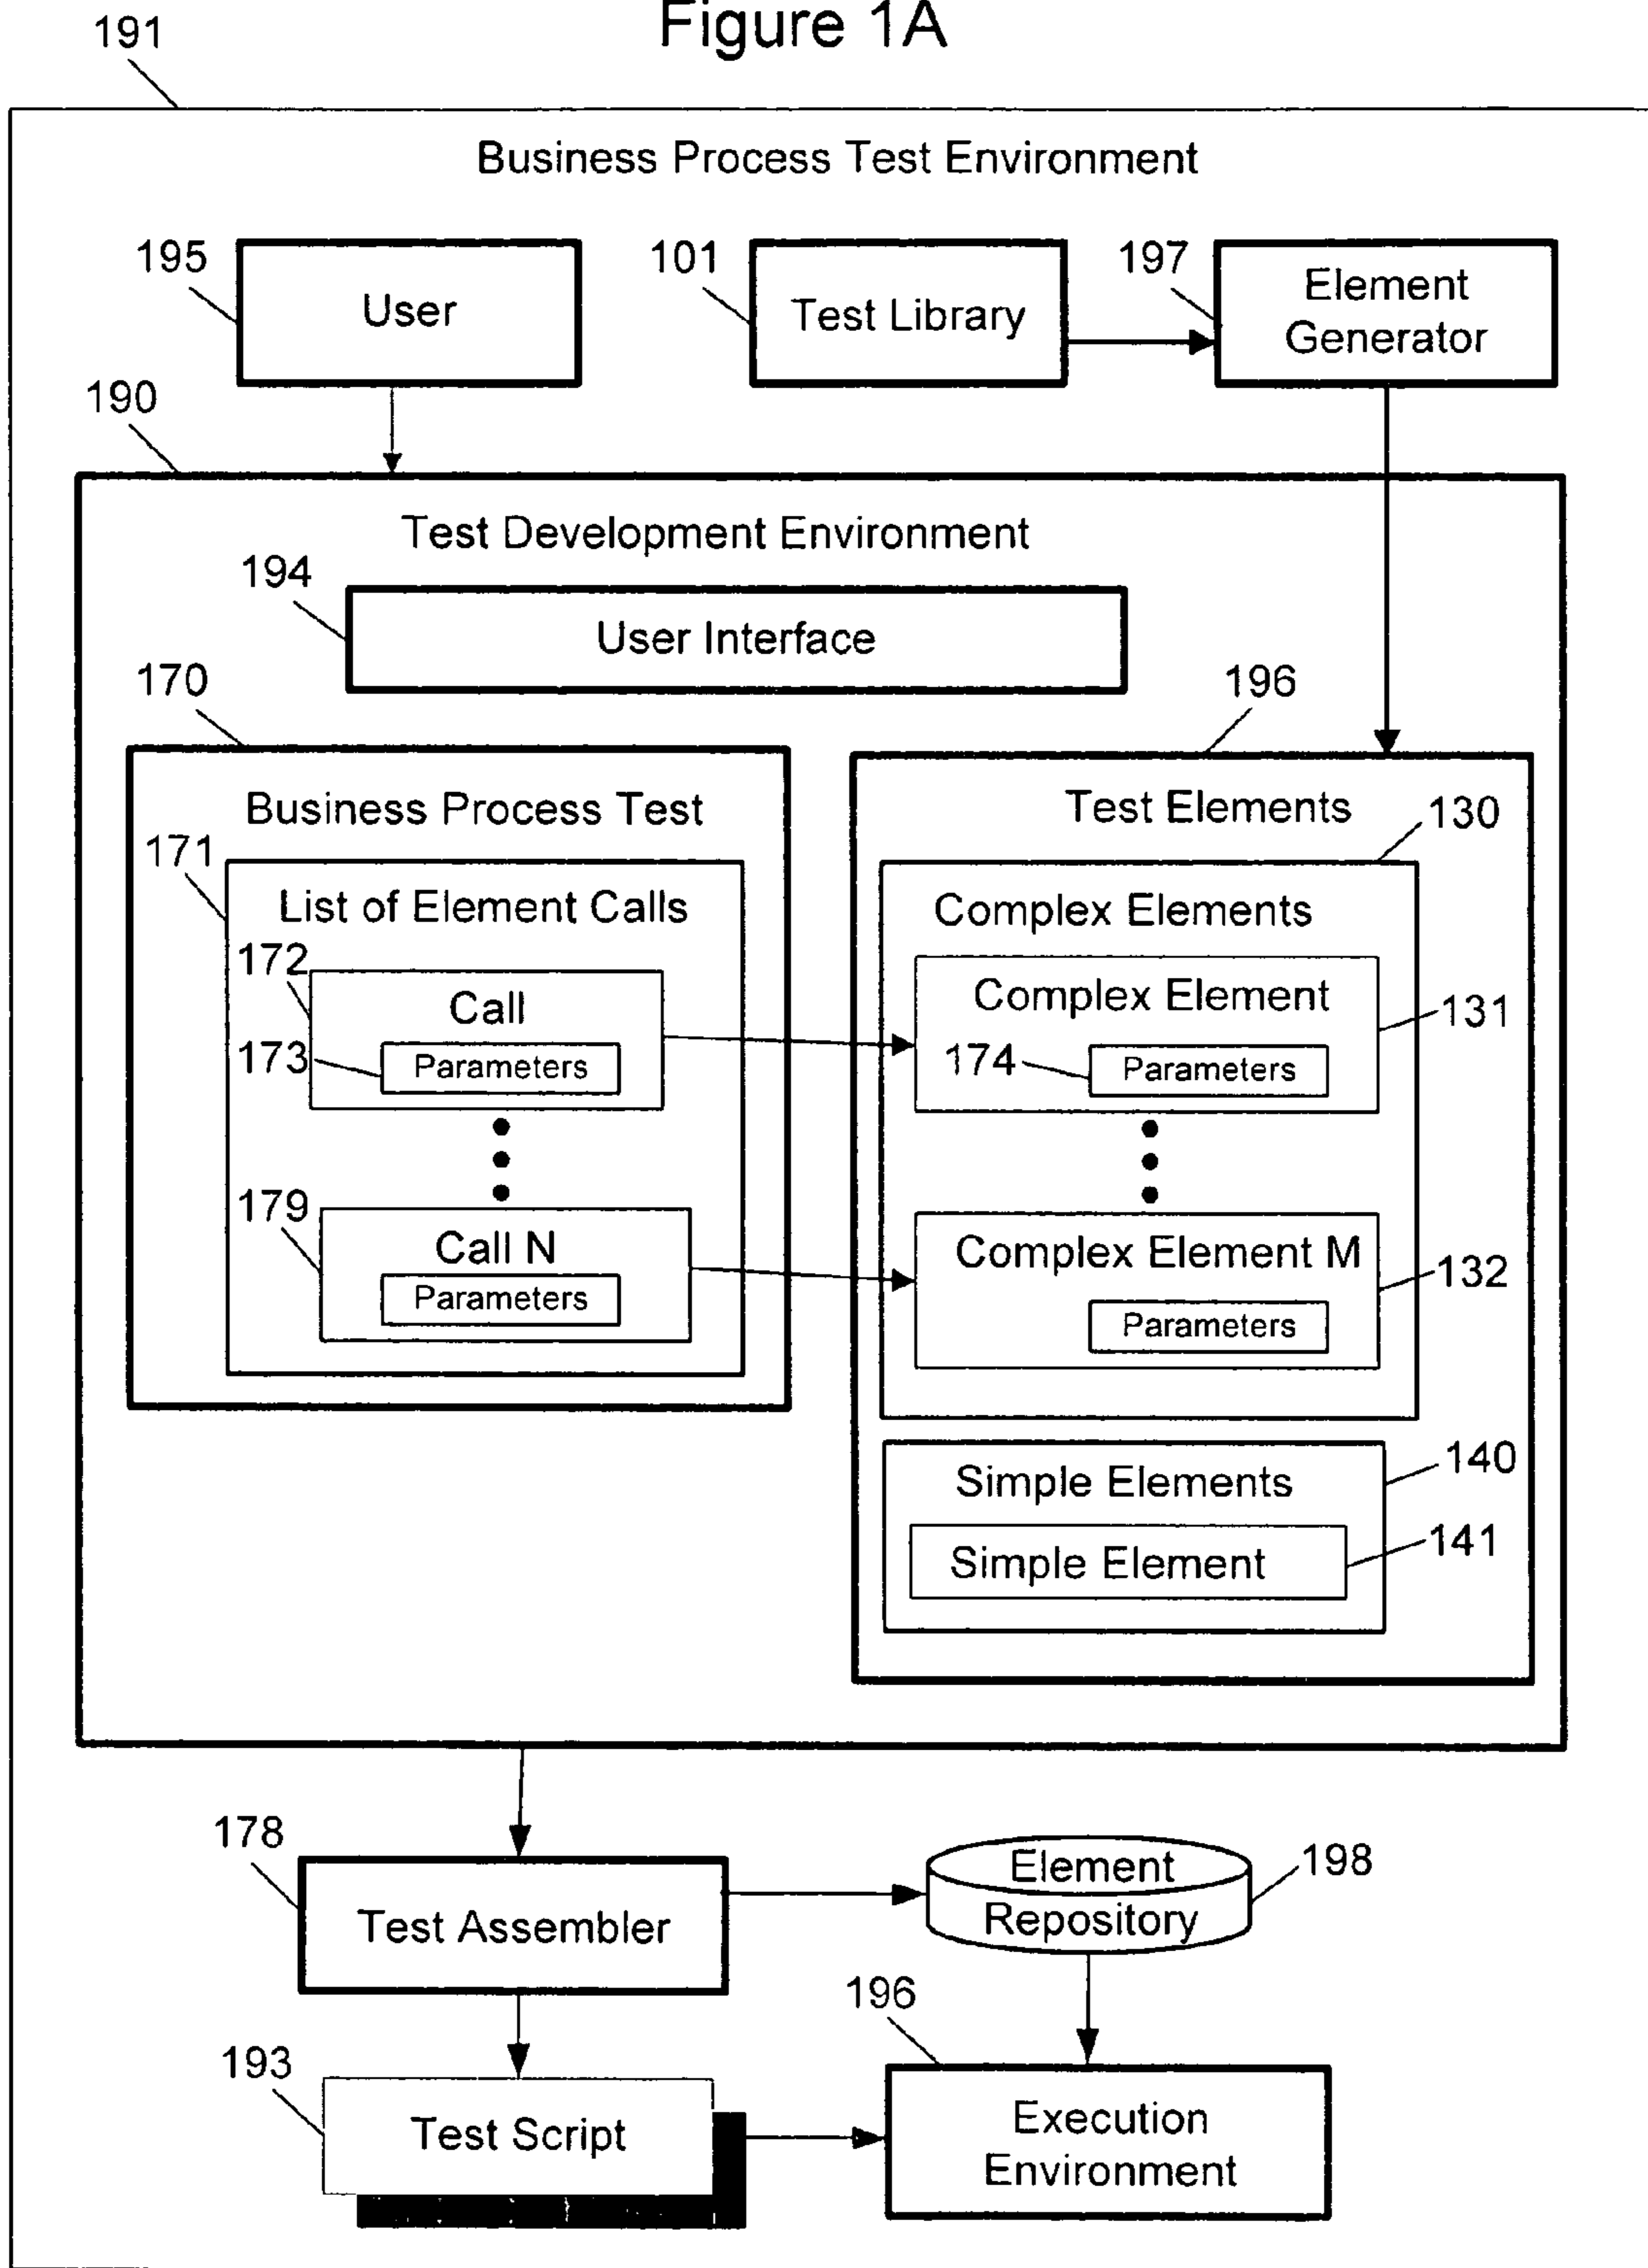 Figure 1A
191
Business Process Test Environment
195
User
101
Test Library
197
Element
Generator
190
Test Development Environment
194
User Interface
170
196
Business Process Test
Test Elements
130
171
List of Element Calls
Complex Elements
172
Call
173
Parameters
Complex Element
131
174
Parameters
179
Call N
Parameters
Complex Element M
132
Parameters
Simple Elements
140
Simple Element
141
178
Test Assembler
Element
Repository
198
196
193
Test Script
Execution
Environment